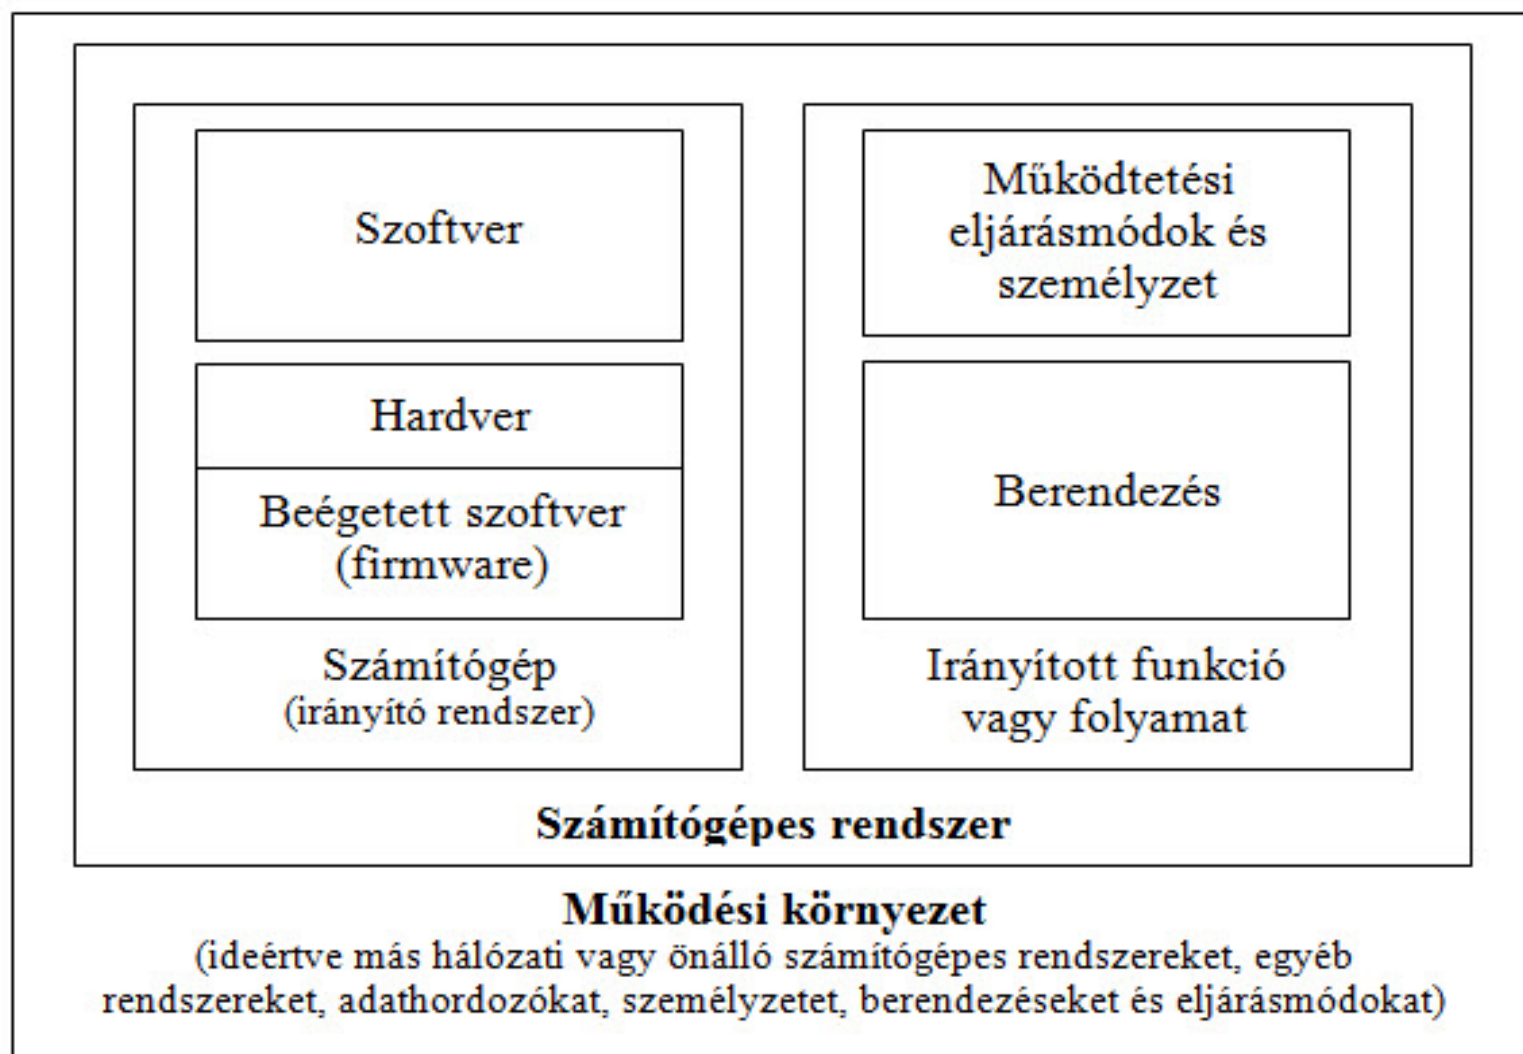 Szoftver
Hardver
Beégetett szoftver
(firmware)
Számítógép
(irányító rendszer)
Működtetési
eljárásmódok és
személyzet
Berendezés
Irányított funkció
vagy folyamat
Számítógépes rendszer
Működési környezet
(ideértve más hálózati vagy önálló számítógépes rendszereket, egyéb
rendszereket, adathordozókat, személyzetet, berendezéseket és eljárásmódokat)